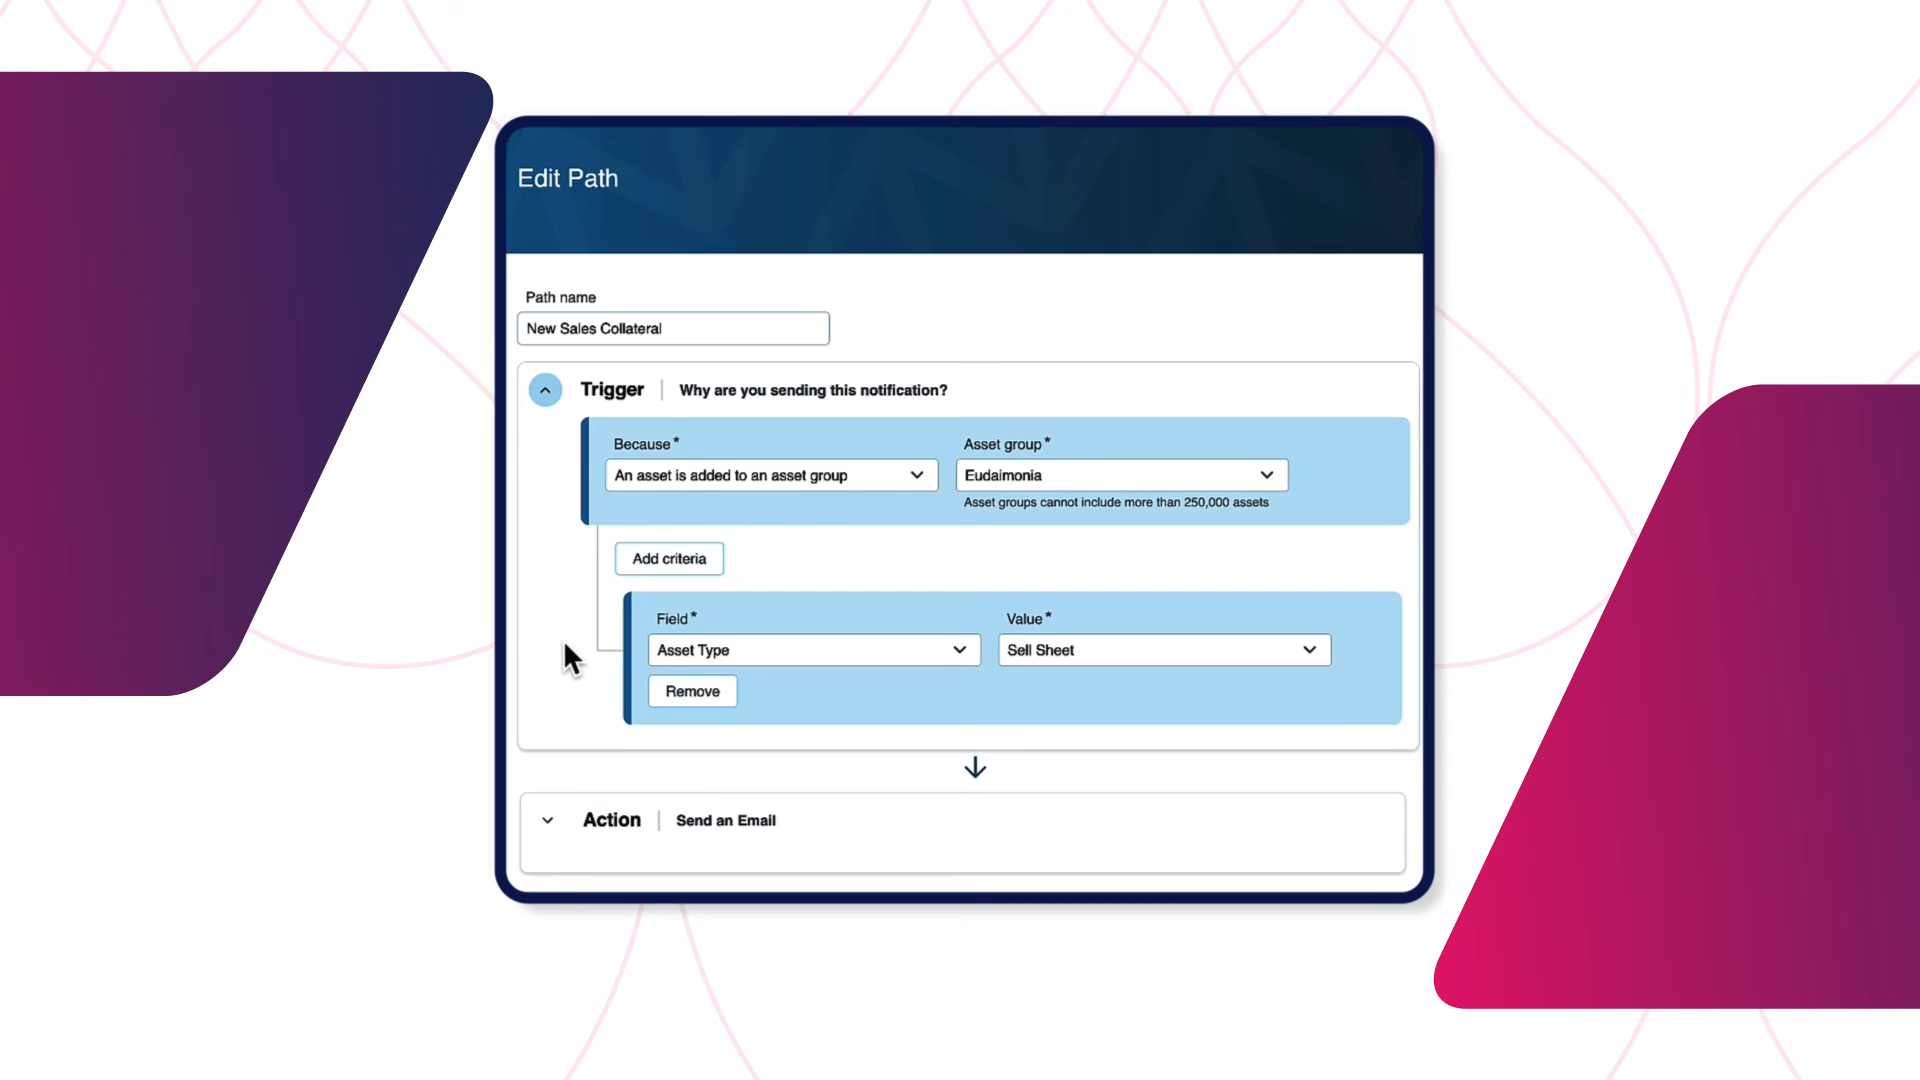 Edit Path
Path name
New Sales Collateral
Trigger | Why are you sending this notification?
Because * Asset group *
An asset is added to an asset group Eudaimonia
Asset groups cannot include more than 250,000 assets
Add criteria
Field * Value *
Asset Type Sell Sheet
Remove
Action | Send an Email